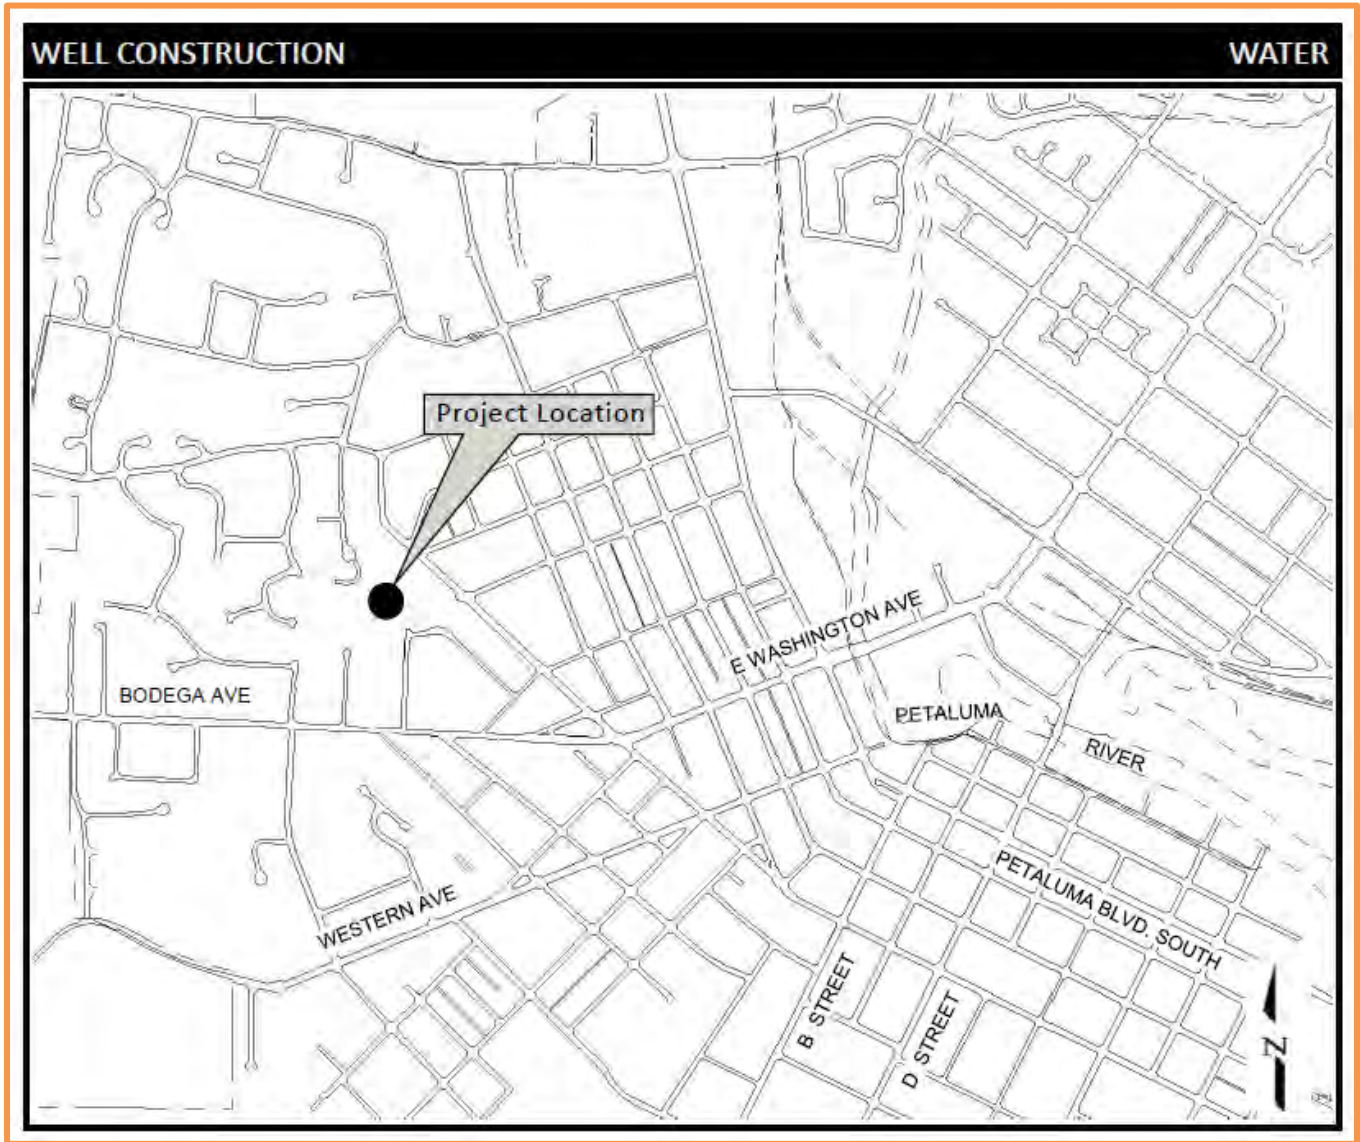 WELL CONSTRUCTION WATER
Project Location
E WASHINGTON AVE
BODEGA AVE
PETALUMA
RIVER
PETALUMA BLVD. SOUTH
WESTERN AVE
B STREET
D STREET
N